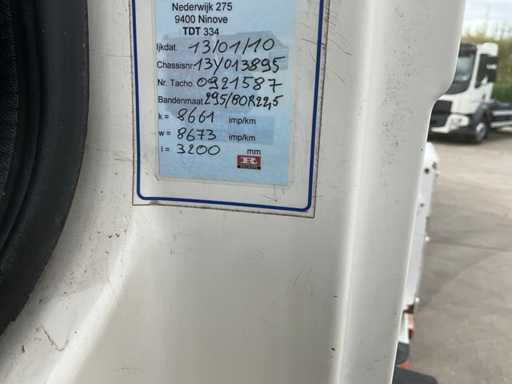 Nederwijk 275
9400 Ninove
TDT 334
Ijkdat. 13/01/10
Chassisnr. 13Y013895
Nr. Tacho. 0921587
Bandenmaat 295/80R22,5
k = 8661 imp/km
w = 8673 imp/km
l = 3200 mm
R